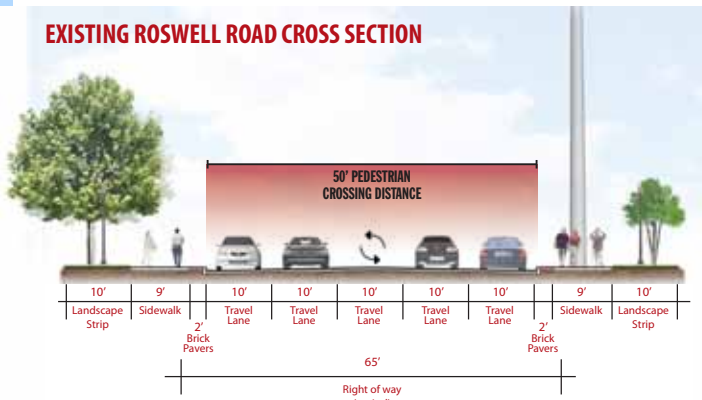 EXISTING ROSWELL ROAD CROSS SECTION
50' PEDESTRIAN
CROSSING DISTANCE
10' 9' 10' 10' 10' 10' 10' 9' 10'
Landscape Strip
Sidewalk
2' Brick Pavers
Travel Lane
Travel Lane
Travel Lane
Travel Lane
Travel Lane
2' Brick Pavers
Sidewalk
Landscape Strip
65'
Right of way